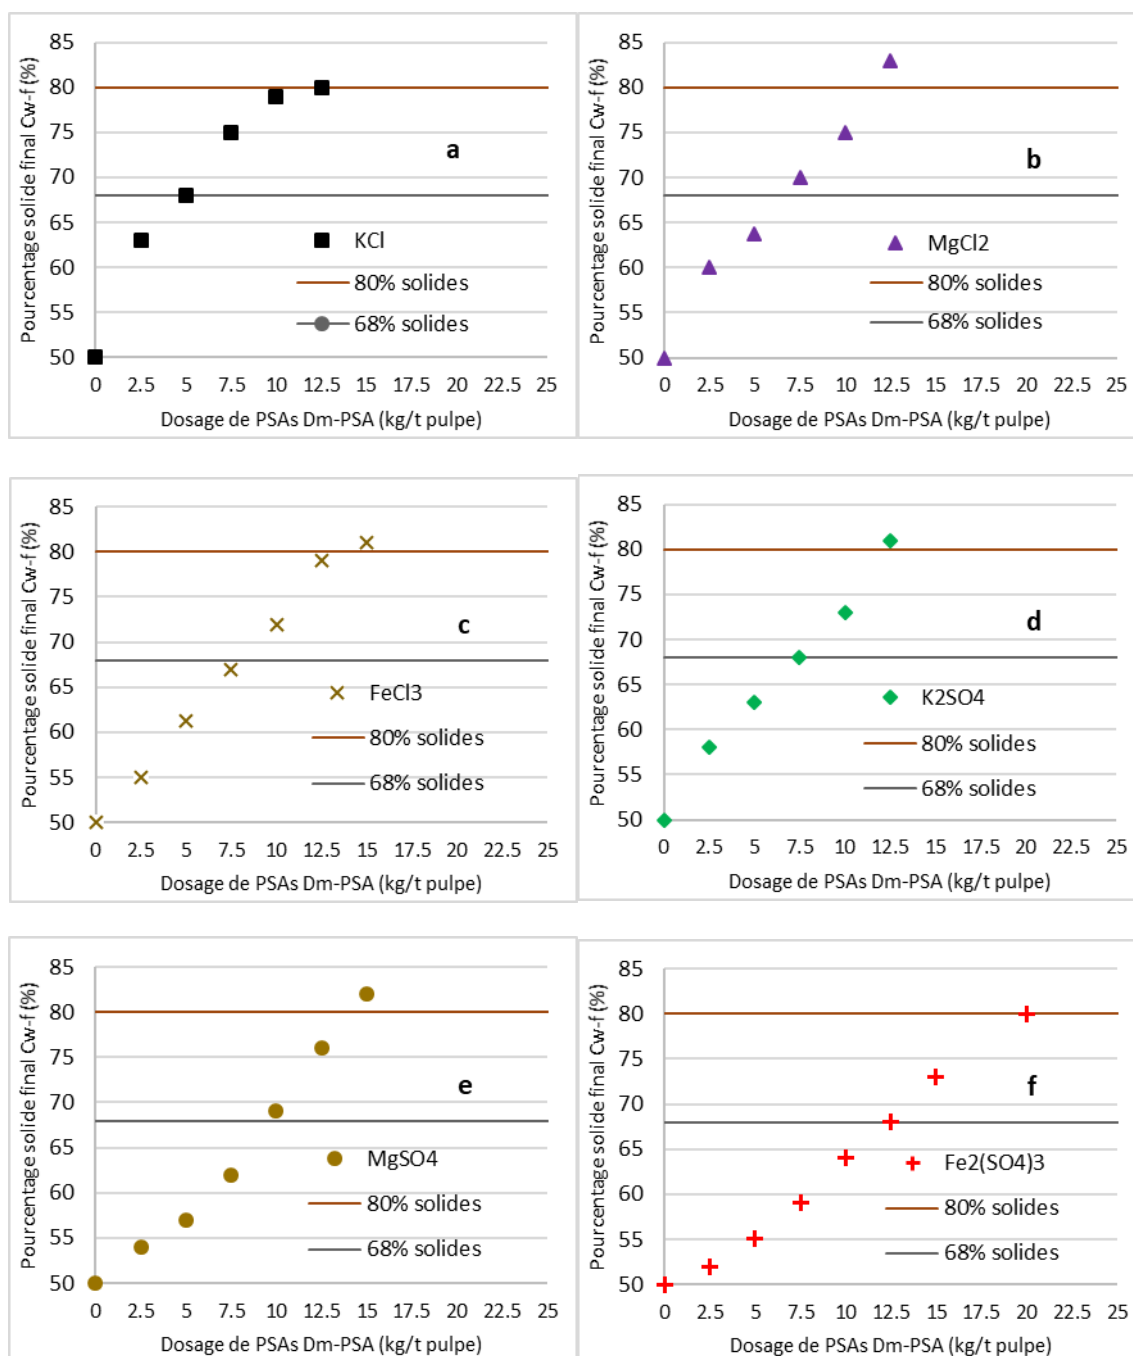 Pourcentage solide final Cw-f (%)
85
80
75
70
65
60
55
50
a
KCl
80% solides
68% solides
0 2.5 5 7.5 10 12.5 15 17.5 20 22.5 25
Dosage de PSAs Dm-PSA (kg/t pulpe)
Pourcentage solide final Cw-f (%)
85
80
75
70
65
60
55
50
b
MgCl2
80% solides
68% solides
0 2.5 5 7.5 10 12.5 15 17.5 20 22.5 25
Dosage de PSAs Dm-PSA (kg/t pulpe)
Pourcentage solide final Cw-f (%)
85
80
75
70
65
60
55
50
c
FeCl3
80% solides
68% solides
0 2.5 5 7.5 10 12.5 15 17.5 20 22.5 25
Dosage de PSAs Dm-PSA (kg/t pulpe)
Pourcentage solide final Cw-f (%)
85
80
75
70
65
60
55
50
d
K2SO4
80% solides
68% solides
0 2.5 5 7.5 10 12.5 15 17.5 20 22.5 25
Dosage de PSAs Dm-PSA (kg/t pulpe)
Pourcentage solide final Cw-f (%)
85
80
75
70
65
60
55
50
e
MgSO4
80% solides
68% solides
0 2.5 5 7.5 10 12.5 15 17.5 20 22.5 25
Dosage de PSAs Dm-PSA (kg/t pulpe)
Pourcentage solide final Cw-f (%)
85
80
75
70
65
60
55
50
f
Fe2(SO4)3
80% solides
68% solides
0 2.5 5 7.5 10 12.5 15 17.5 20 22.5 25
Dosage de PSAs Dm-PSA (kg/t pulpe)